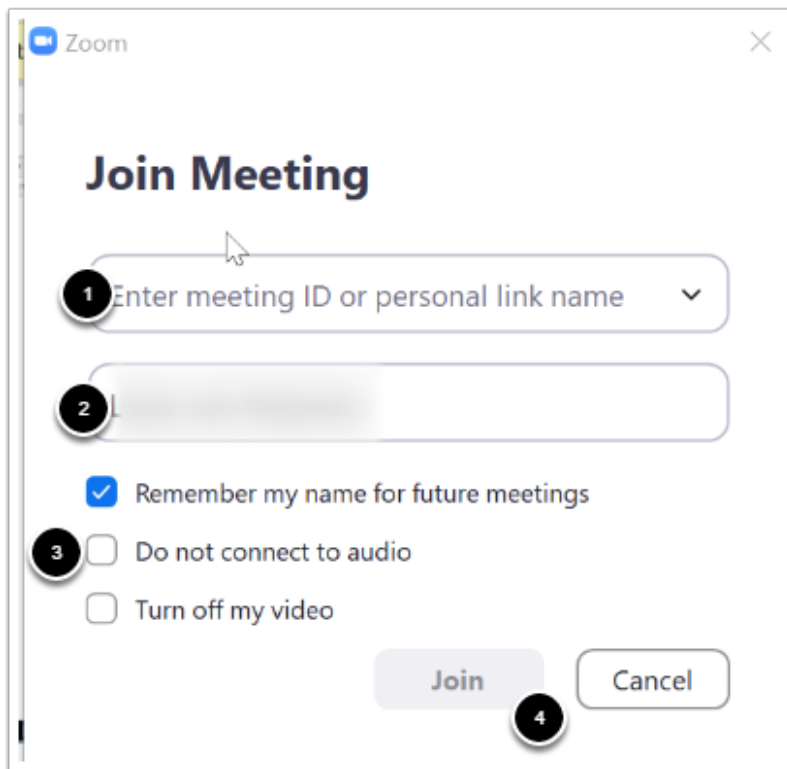 Zoom
Join Meeting
1 Enter meeting ID or personal link name
2
Remember my name for future meetings
3 Do not connect to audio
Turn off my video
Join Cancel
4